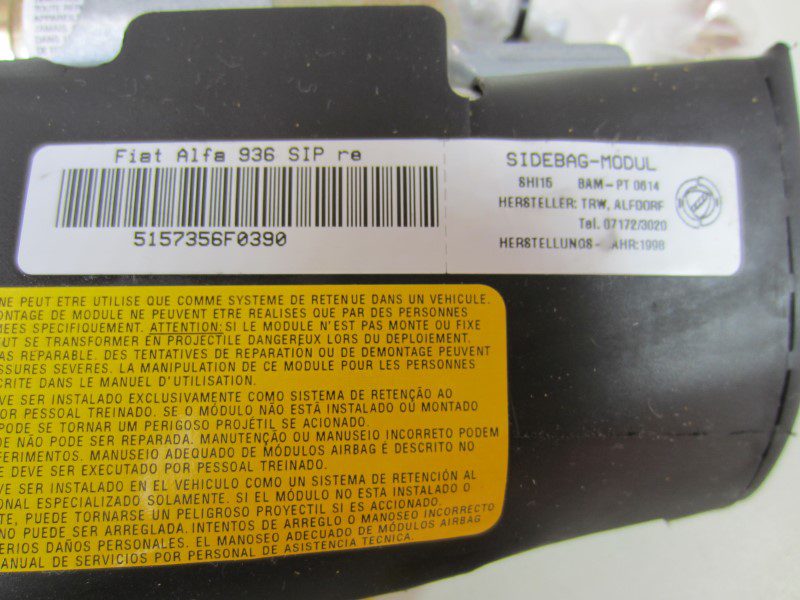 Fiat Alfa 936 SIP re
5157356F0390
SIDEBAG-MODUL
SHI15 BAM-PT 0614
HERSTELLER: TRW, ALFDORF
Tel. 07172/3020
HERSTELLUNGS- AHR:1998
NE PEUT ETRE UTILISE QUE COMME SYSTEME DE RETENUE DANS UN VEHICULE.
ONTAGE DE MODULE NE PEUVENT ETRE REALISES QUE PAR DES PERSONNES
MEES SPECIFIQUEMENT. ATTENTION: SI LE MODULE N'EST PAS MONTE OU FIXE
EUT SE TRANSFORMER EN PROJECTILE DANGEREUX LORS DU DEPLOIEMENT.
AS REPARABLE. DES TENTATIVES DE REPARATION OU DE DEMONTAGE PEUVENT
SSURES SEVERES. LA MANIPULATION DE CE MODULE POUR LES PERSONNES
CRITE DANS LE MANUEL D'UTILISATION.
EVE SER INSTALADO EXCLUSIVAMENTE COMO SISTEMA DE RETENÇÃO AO
OR PESSOAL TREINADO. SE O MÓDULO NÃO ESTÁ INSTALADO OU MONTADO
PODE SE TORNAR UM PERIGOSO PROJÉTIL SE ACIONADO.
DE NÃO PODE SER REPARADA. MANUTENÇÃO OU MANUSEIO INCORRETO PODEM
FERIMENTOS. MANUSEIO ADEQUADO DE MÓDULOS AIRBAG É DESCRITO NO
E DEVE SER EXECUTADO POR PESSOAL TREINADO.
VE SER INSTALADO EN EL VEHICULO COMO UN SISTEMA DE RETENCIÓN AL
ONAL ESPECIALIZADO SOLAMENTE. SI EL MÓDULO NO ESTA INSTALADO O
TE, PUEDE TORNARSE UN PELIGROSO PROYECTIL SI ES ACCIONADO.
NO PUEDE SER ARREGLADA. INTENTOS DE ARREGLO O MANOSEO INCORRECTO
ERIOS DAÑOS PERSONALES. EL MANOSEO ADECUADO DE MÓDULOS AIRBAG
MANUAL DE SERVICIOS POR PERSONAL DE ASISTENCIA TECNICA.